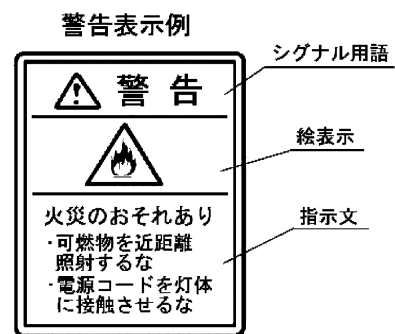 警告表示例
シグナル用語
警告
絵表示
火災のおそれあり
指示文
・可燃物を近距離
照射するな
・電源コードを灯体
に接触させるな